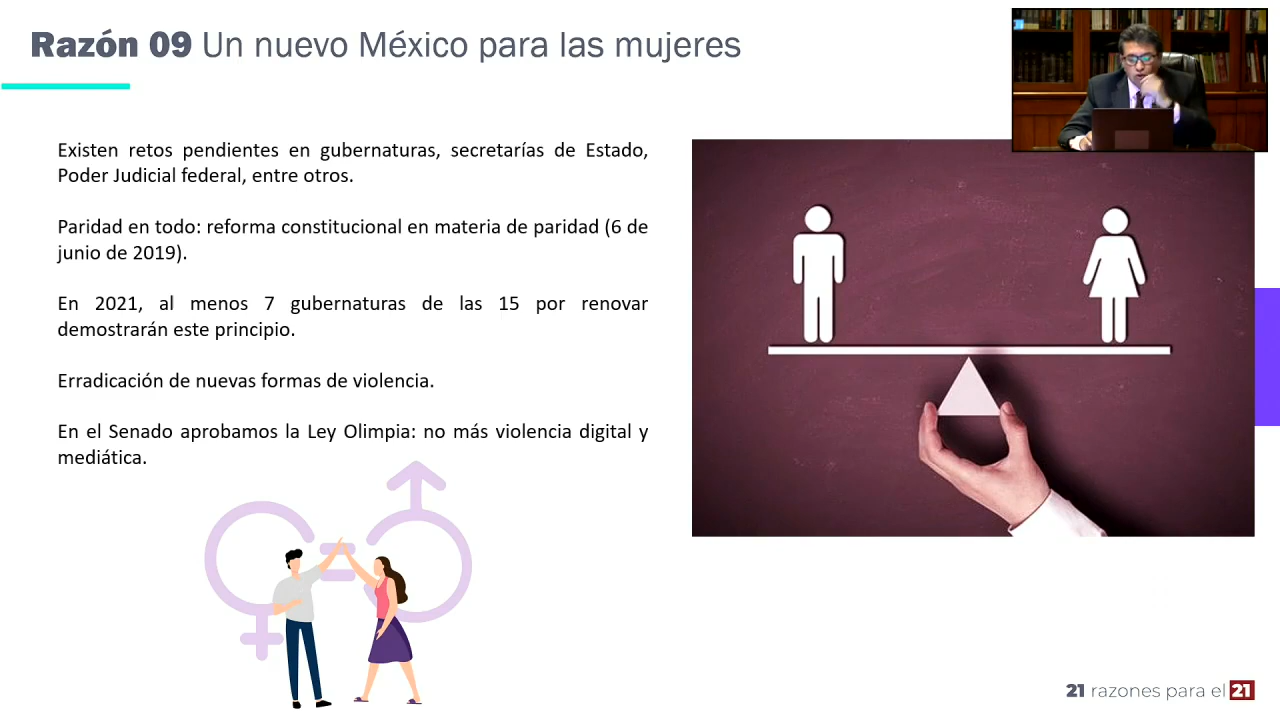 Razón 09 Un nuevo México para las mujeres
Existen retos pendientes en gubernaturas, secretarías de Estado,
Poder Judicial federal, entre otros.
Paridad en todo: reforma constitucional en materia de paridad (6 de
junio de 2019).
En 2021, al menos 7 gubernaturas de las 15 por renovar
demostrarán este principio.
Erradicación de nuevas formas de violencia.
En el Senado aprobamos la Ley Olimpia: no más violencia digital y
mediática.
21 razones para el 21